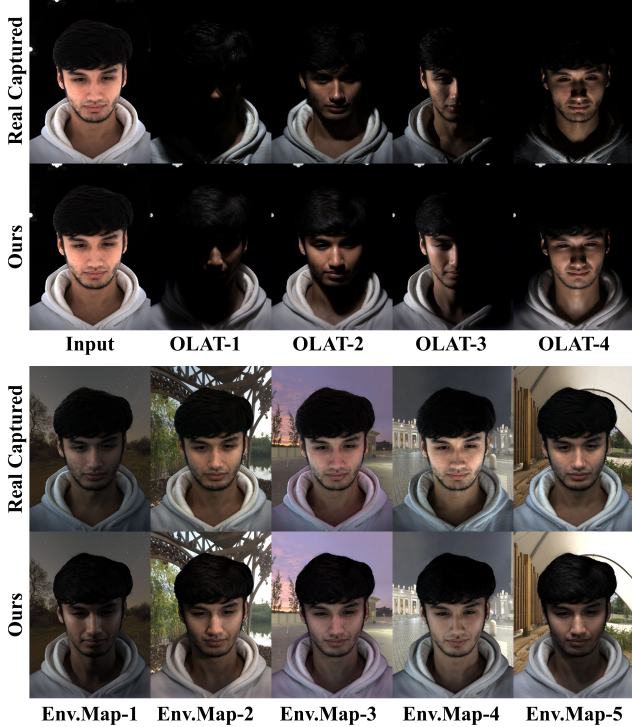 Real Captured
Ours
Input OLAT-1 OLAT-2 OLAT-3 OLAT-4
Real Captured
Ours
Env.Map-1 Env.Map-2 Env.Map-3 Env.Map-4 Env.Map-5